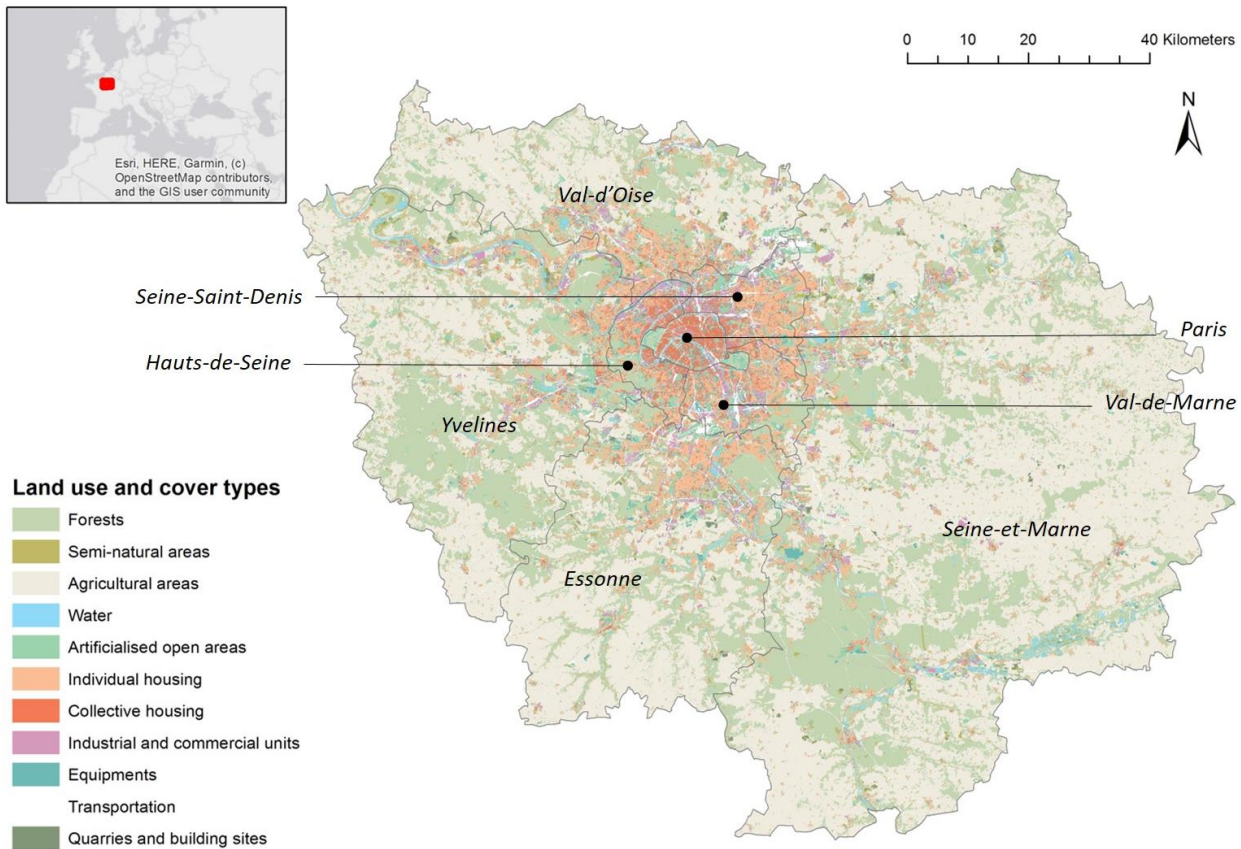 Esri, HERE, Garmin, (c)
OpenStreetMap contributors,
and the GIS user community
0 10 20 40 Kilometers
N
Val-d'Oise
Seine-Saint-Denis
Paris
Hauts-de-Seine
Val-de-Marne
Yvelines
Seine-et-Marne
Essonne
Land use and cover types
Forests
Semi-natural areas
Agricultural areas
Water
Artificialised open areas
Individual housing
Collective housing
Industrial and commercial units
Equipments
Transportation
Quarries and building sites